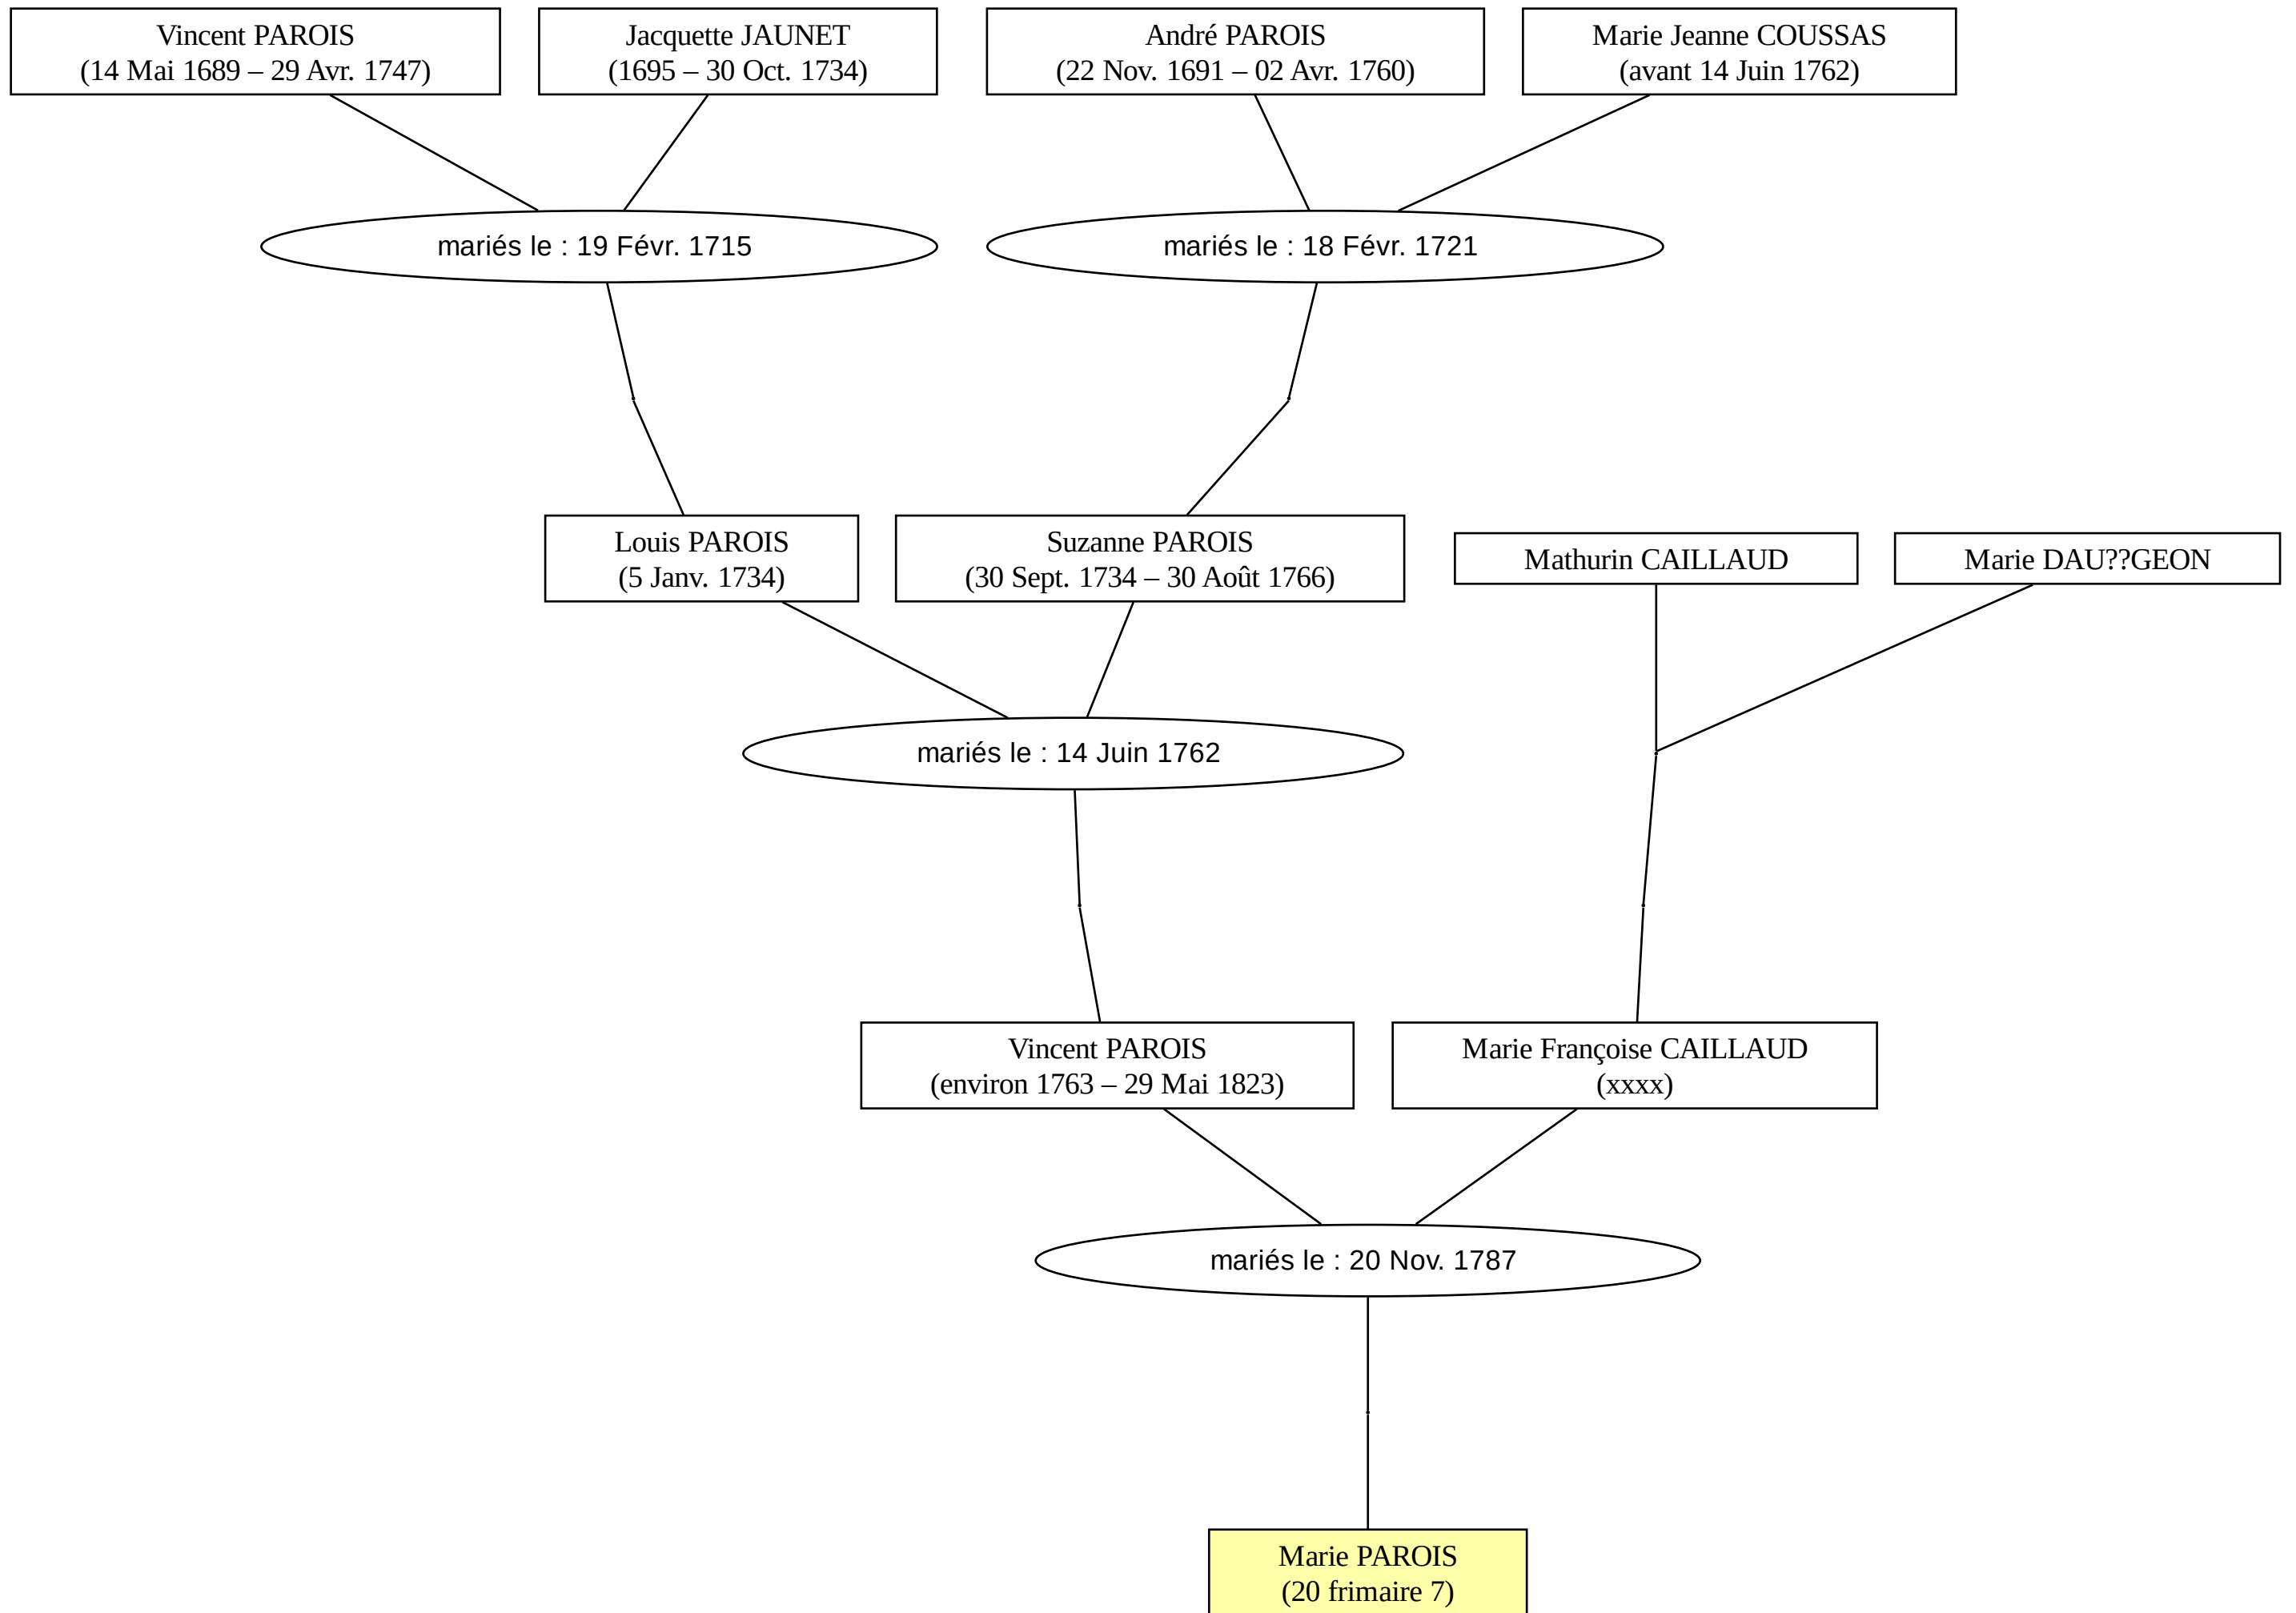 Vincent PAROIS
(14 Mai 1689 – 29 Avr. 1747)
Jacquette JAUNET
(1695 – 30 Oct. 1734)
André PAROIS
(22 Nov. 1691 – 02 Avr. 1760)
Marie Jeanne COUSSAS
(avant 14 Juin 1762)
mariés le : 19 Févr. 1715
mariés le : 18 Févr. 1721
Louis PAROIS
(5 Janv. 1734)
Suzanne PAROIS
(30 Sept. 1734 – 30 Août 1766)
Mathurin CAILLAUD
Marie DAU??GEON
mariés le : 14 Juin 1762
Vincent PAROIS
(environ 1763 – 29 Mai 1823)
Marie Françoise CAILLAUD
(xxxx)
mariés le : 20 Nov. 1787
Marie PAROIS
(20 frimaire 7)